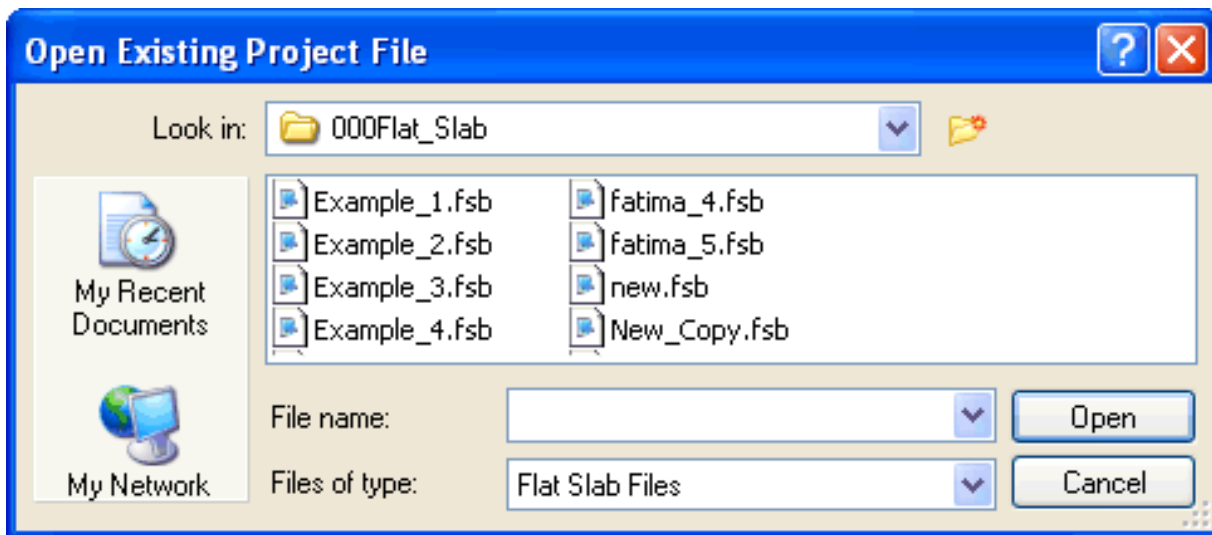 Open Existing Project File
Look in: 000Flat_Slab
Example_1.fsb fatima_4.fsb
Example_2.fsb fatima_5.fsb
Example_3.fsb new.fsb
Example_4.fsb New_Copy.fsb
My Recent
Documents
My Network
File name: Open
Files of type: Flat Slab Files Cancel